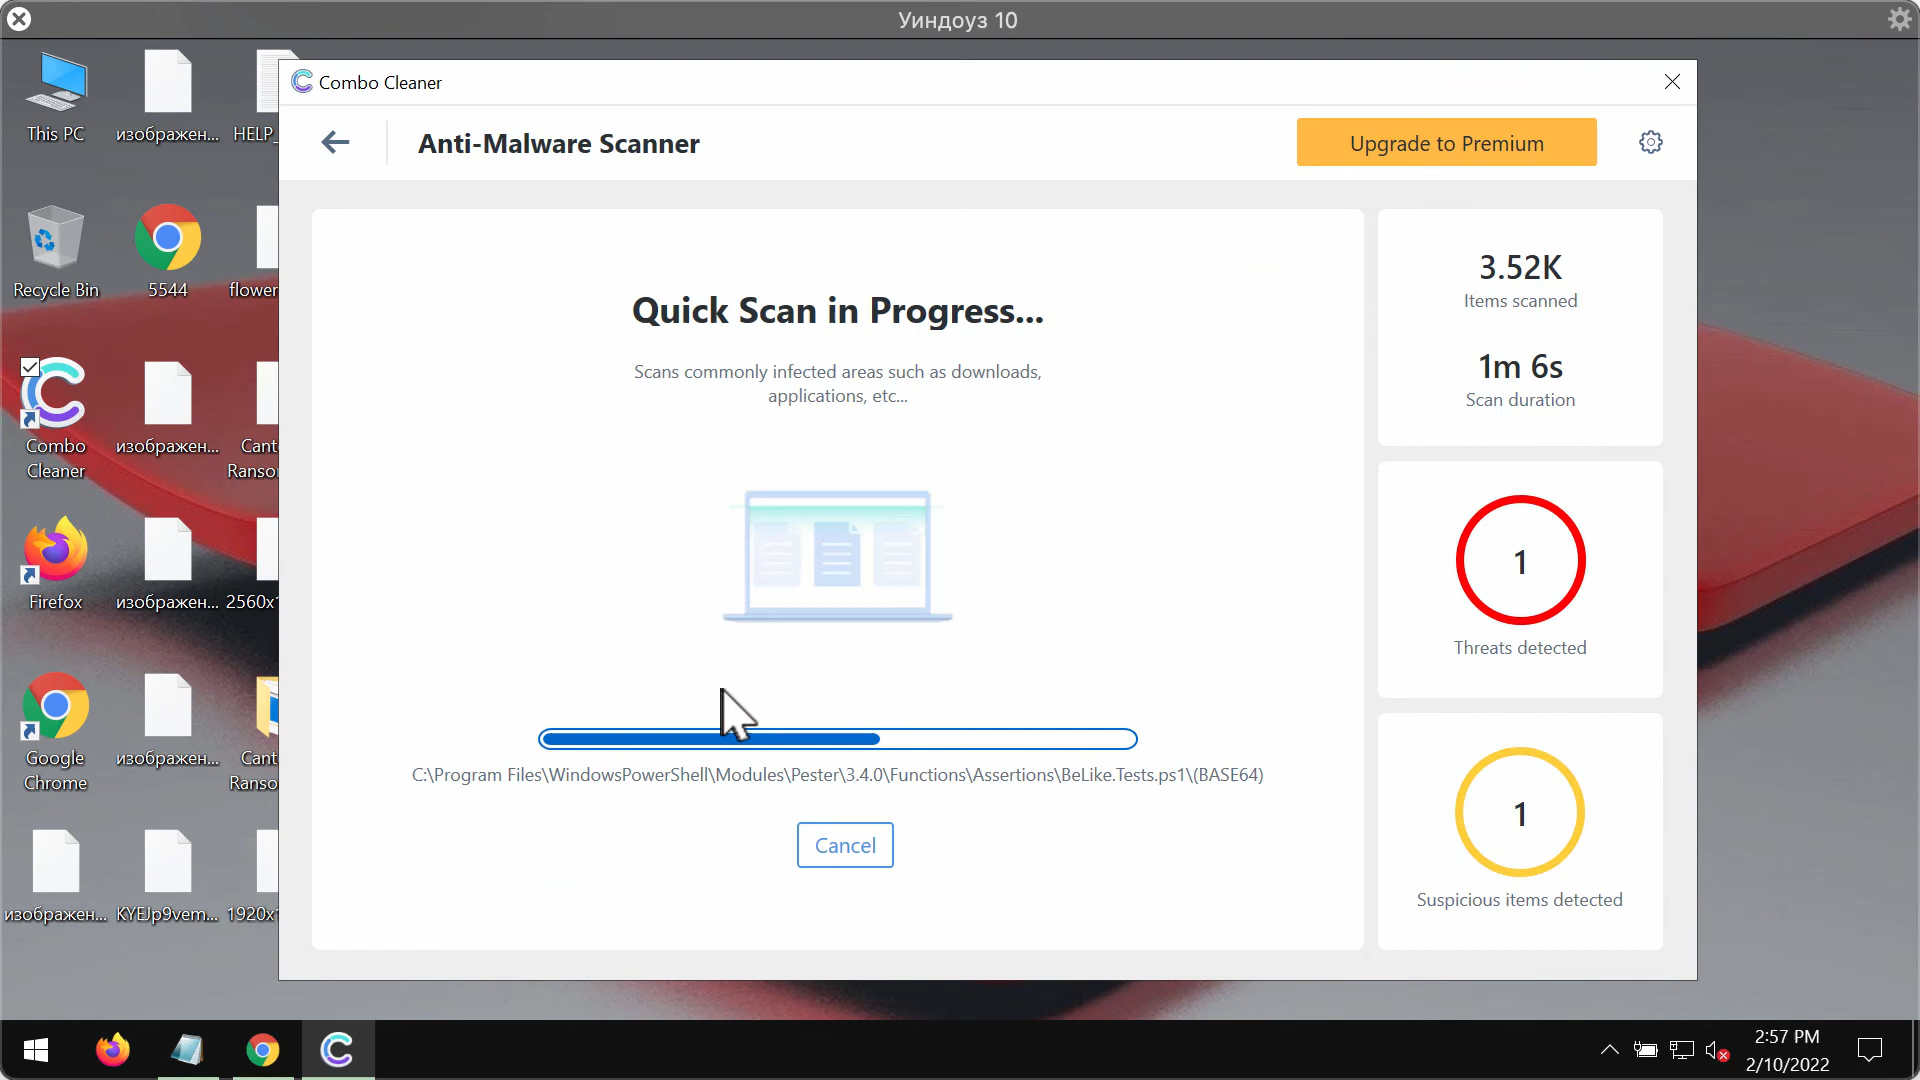 Уиндоуз 10
This PC
изображен...
HELP_
Recycle Bin
5544
flower
Combo
Cleaner
изображен...
Cant
Ranso
Firefox
изображен...
2560x
Google
Chrome
изображен...
Cant
Ranso
изображен...
KYEJp9vem...
1920x
Combo Cleaner
Anti-Malware Scanner
Upgrade to Premium
Quick Scan in Progress...
Scans commonly infected areas such as downloads,
applications, etc...
C:\Program Files\WindowsPowerShell\Modules\Pester\3.4.0\Functions\Assertions\BeLike.Tests.ps1\(BASE64)
Cancel
3.52K
Items scanned
1m 6s
Scan duration
1
Threats detected
1
Suspicious items detected
2:57 PM
2/10/2022